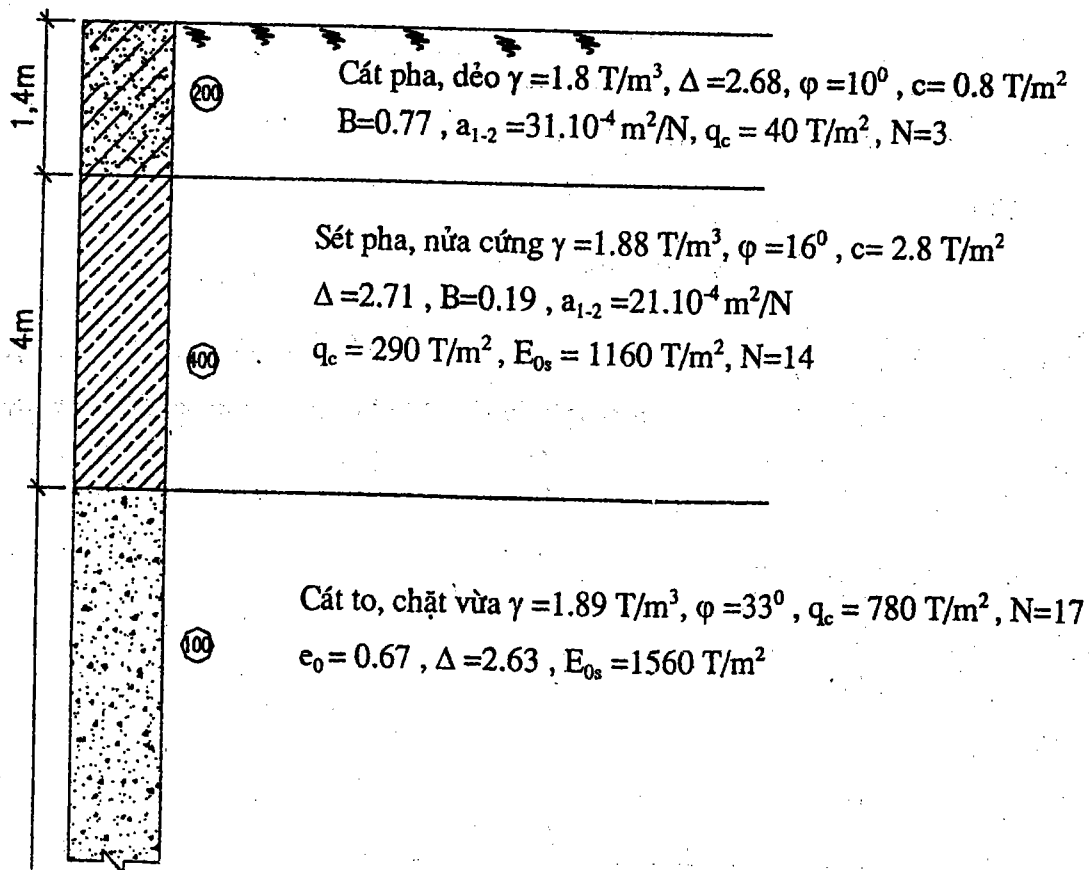 1,4m
200
Cát pha, dẻo γ =1.8 T/m³, Δ =2.68, φ =10⁰ , c= 0.8 T/m²
B=0.77 , a₁₋₂ =31.10⁻⁴ m²/N, q_c = 40 T/m² , N=3
4m
400
Sét pha, nửa cứng γ =1.88 T/m³, φ =16⁰ , c= 2.8 T/m²
Δ =2.71 , B=0.19 , a₁₋₂ =21.10⁻⁴ m²/N
q_c = 290 T/m² , E₀ₛ = 1160 T/m², N=14
100
Cát to, chặt vừa γ =1.89 T/m³, φ =33⁰ , q_c = 780 T/m² , N=17
e₀ = 0.67 , Δ =2.63 , E₀ₛ =1560 T/m²